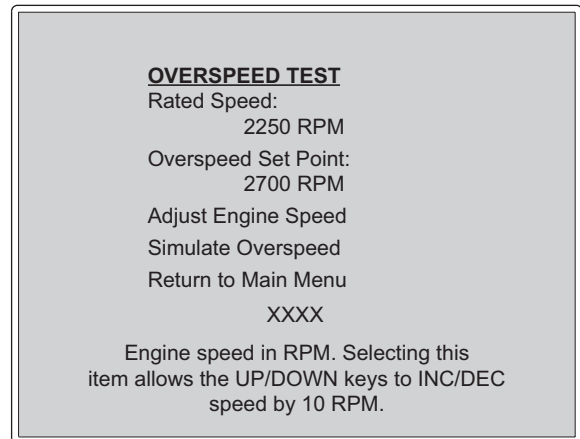 OVERSPEED TEST
Rated Speed:
2250 RPM
Overspeed Set Point:
2700 RPM
Adjust Engine Speed
Simulate Overspeed
Return to Main Menu
XXXX
Engine speed in RPM. Selecting this
item allows the UP/DOWN keys to INC/DEC
speed by 10 RPM.